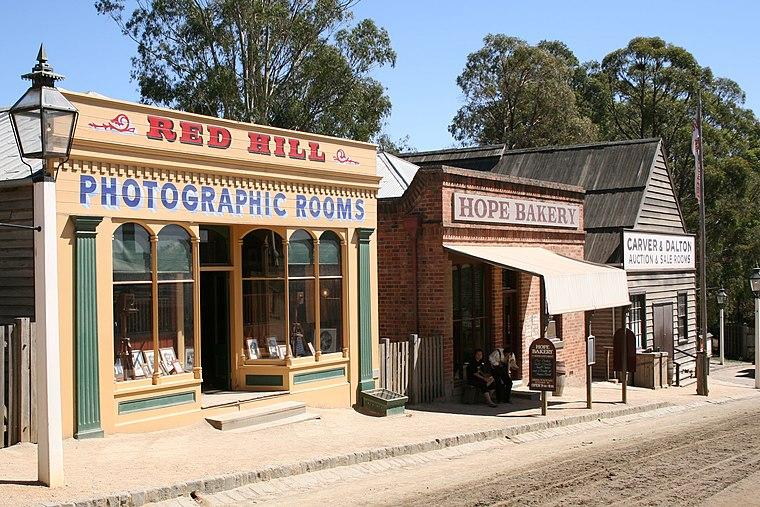 RED HILL
PHOTOGRAPHIC ROOMS
HOPE BAKERY
CARVER & DALTON
AUCTION & SALE ROOMS
HOPE
BAKERY